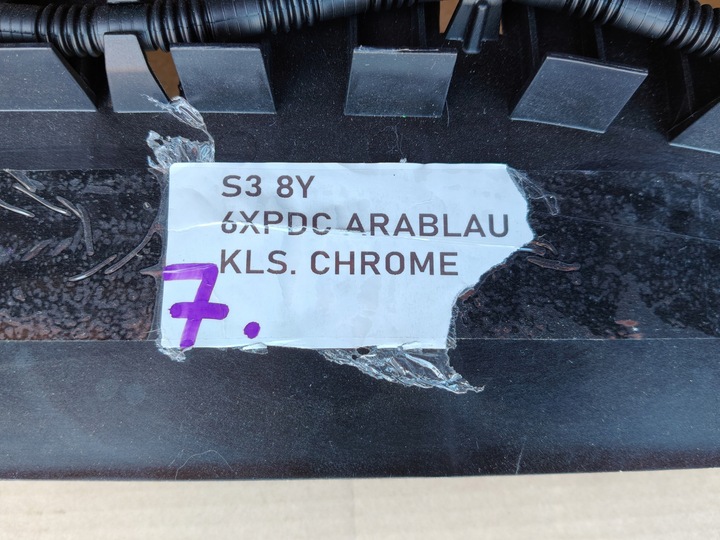 S3 8Y
6XPDC ARABLAU
KLS. CHROME
7.